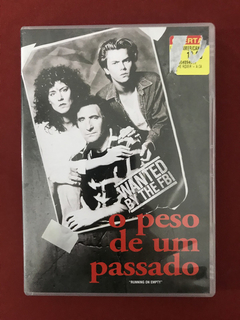 WANTED
BY THE FBI
o peso
de um
passado
"RUNNING ON EMPTY"